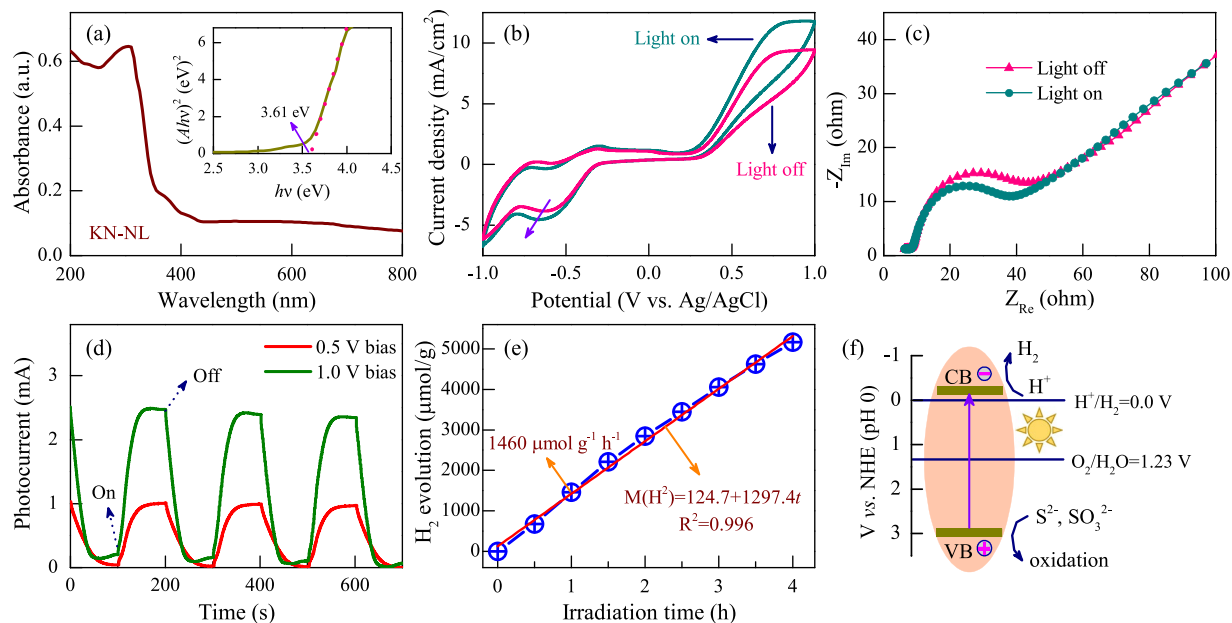 (a)
Absorbance (a.u.)
0.6
0.4
0.2
0.0
200 400 600 800
Wavelength (nm)
KN-NL
(Ahν)² (eV)²
6
4
2
0
2.5 3.0 3.5 4.0 4.5
hν (eV)
3.61 eV
(b)
Current density (mA/cm²)
10
5
0
-5
-1.0 -0.5 0.0 0.5 1.0
Potential (V vs. Ag/AgCl)
Light on
Light off
(c)
-Z_Im (ohm)
40
30
20
10
0
0 20 40 60 80 100
Z_Re (ohm)
Light off
Light on
(d)
Photocurrent (mA)
4
3
2
1
0
0 200 400 600
Time (s)
0.5 V bias
1.0 V bias
Off
On
(e)
H₂ evolution (μmol/g)
5000
4000
3000
2000
1000
0
0 1 2 3 4
Irradiation time (h)
1460 μmol g⁻¹ h⁻¹
M(H²)=124.7+1297.4t
R²=0.996
(f)
V vs. NHE (pH 0)
-1
0
1
2
3
H₂
CB
H⁺
H⁺/H₂=0.0 V
O₂/H₂O=1.23 V
S²⁻, SO₃²⁻
VB
oxidation